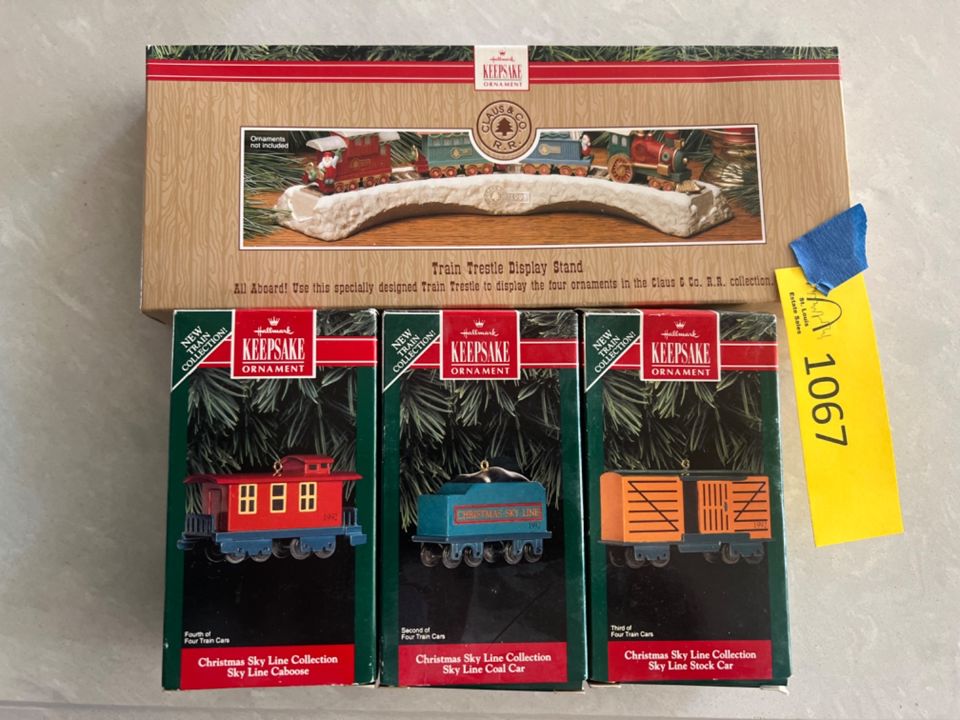 Hallmark
KEEPSAKE
ORNAMENT
CLAUS & CO.
R.R.
Ornaments
not included
Train Trestle Display Stand
All Aboard! Use this specially designed Train Trestle to display the four ornaments in the Claus & Co. R.R. collection.
St. Louis
Estate Sales
1067
NEW
TRAIN
COLLECTION!
Hallmark
KEEPSAKE
ORNAMENT
1992
Fourth of
Four Train Cars
Christmas Sky Line Collection
Sky Line Caboose
NEW
TRAIN
COLLECTION!
Hallmark
KEEPSAKE
ORNAMENT
CHRISTMAS SKY LINE
1992
Second of
Four Train Cars
Christmas Sky Line Collection
Sky Line Coal Car
NEW
TRAIN
COLLECTION!
Hallmark
KEEPSAKE
ORNAMENT
1992
Third of
Four Train Cars
Christmas Sky Line Collection
Sky Line Stock Car